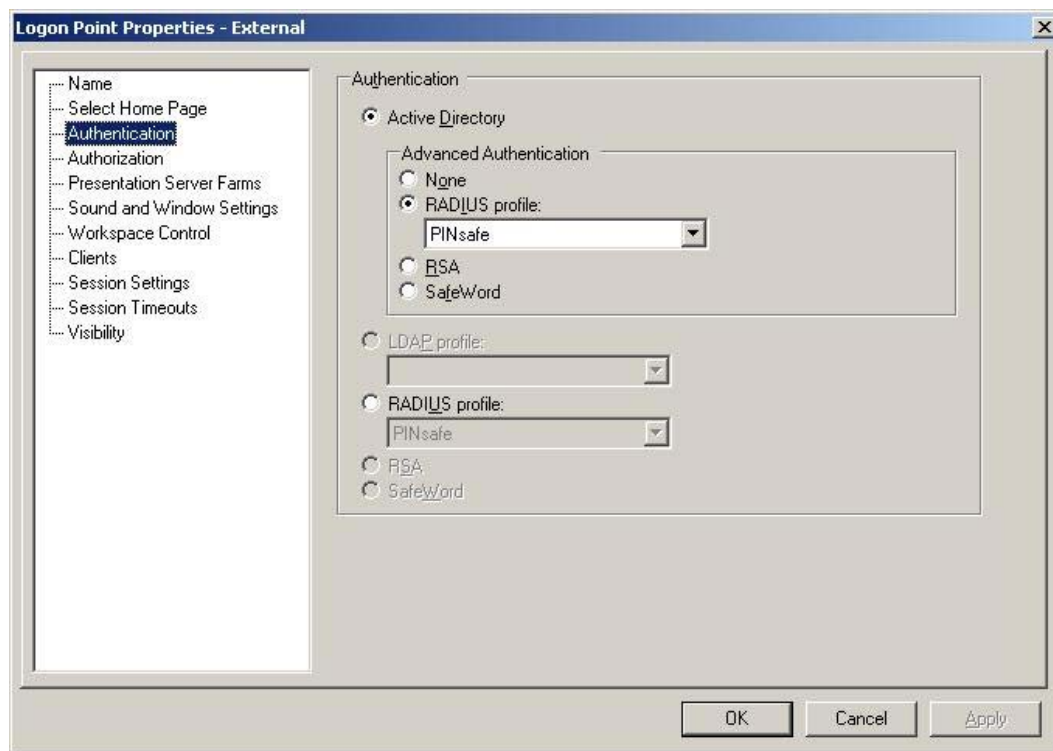 Logon Point Properties - External
Name
Select Home Page
Authentication
Authorization
Presentation Server Farms
Sound and Window Settings
Workspace Control
Clients
Session Settings
Session Timeouts
Visibility
Authentication
Active Directory
Advanced Authentication
None
RADIUS profile:
PINsafe
RSA
SafeWord
LDAP profile:
RADIUS profile:
PINsafe
RSA
SafeWord
OK Cancel Apply